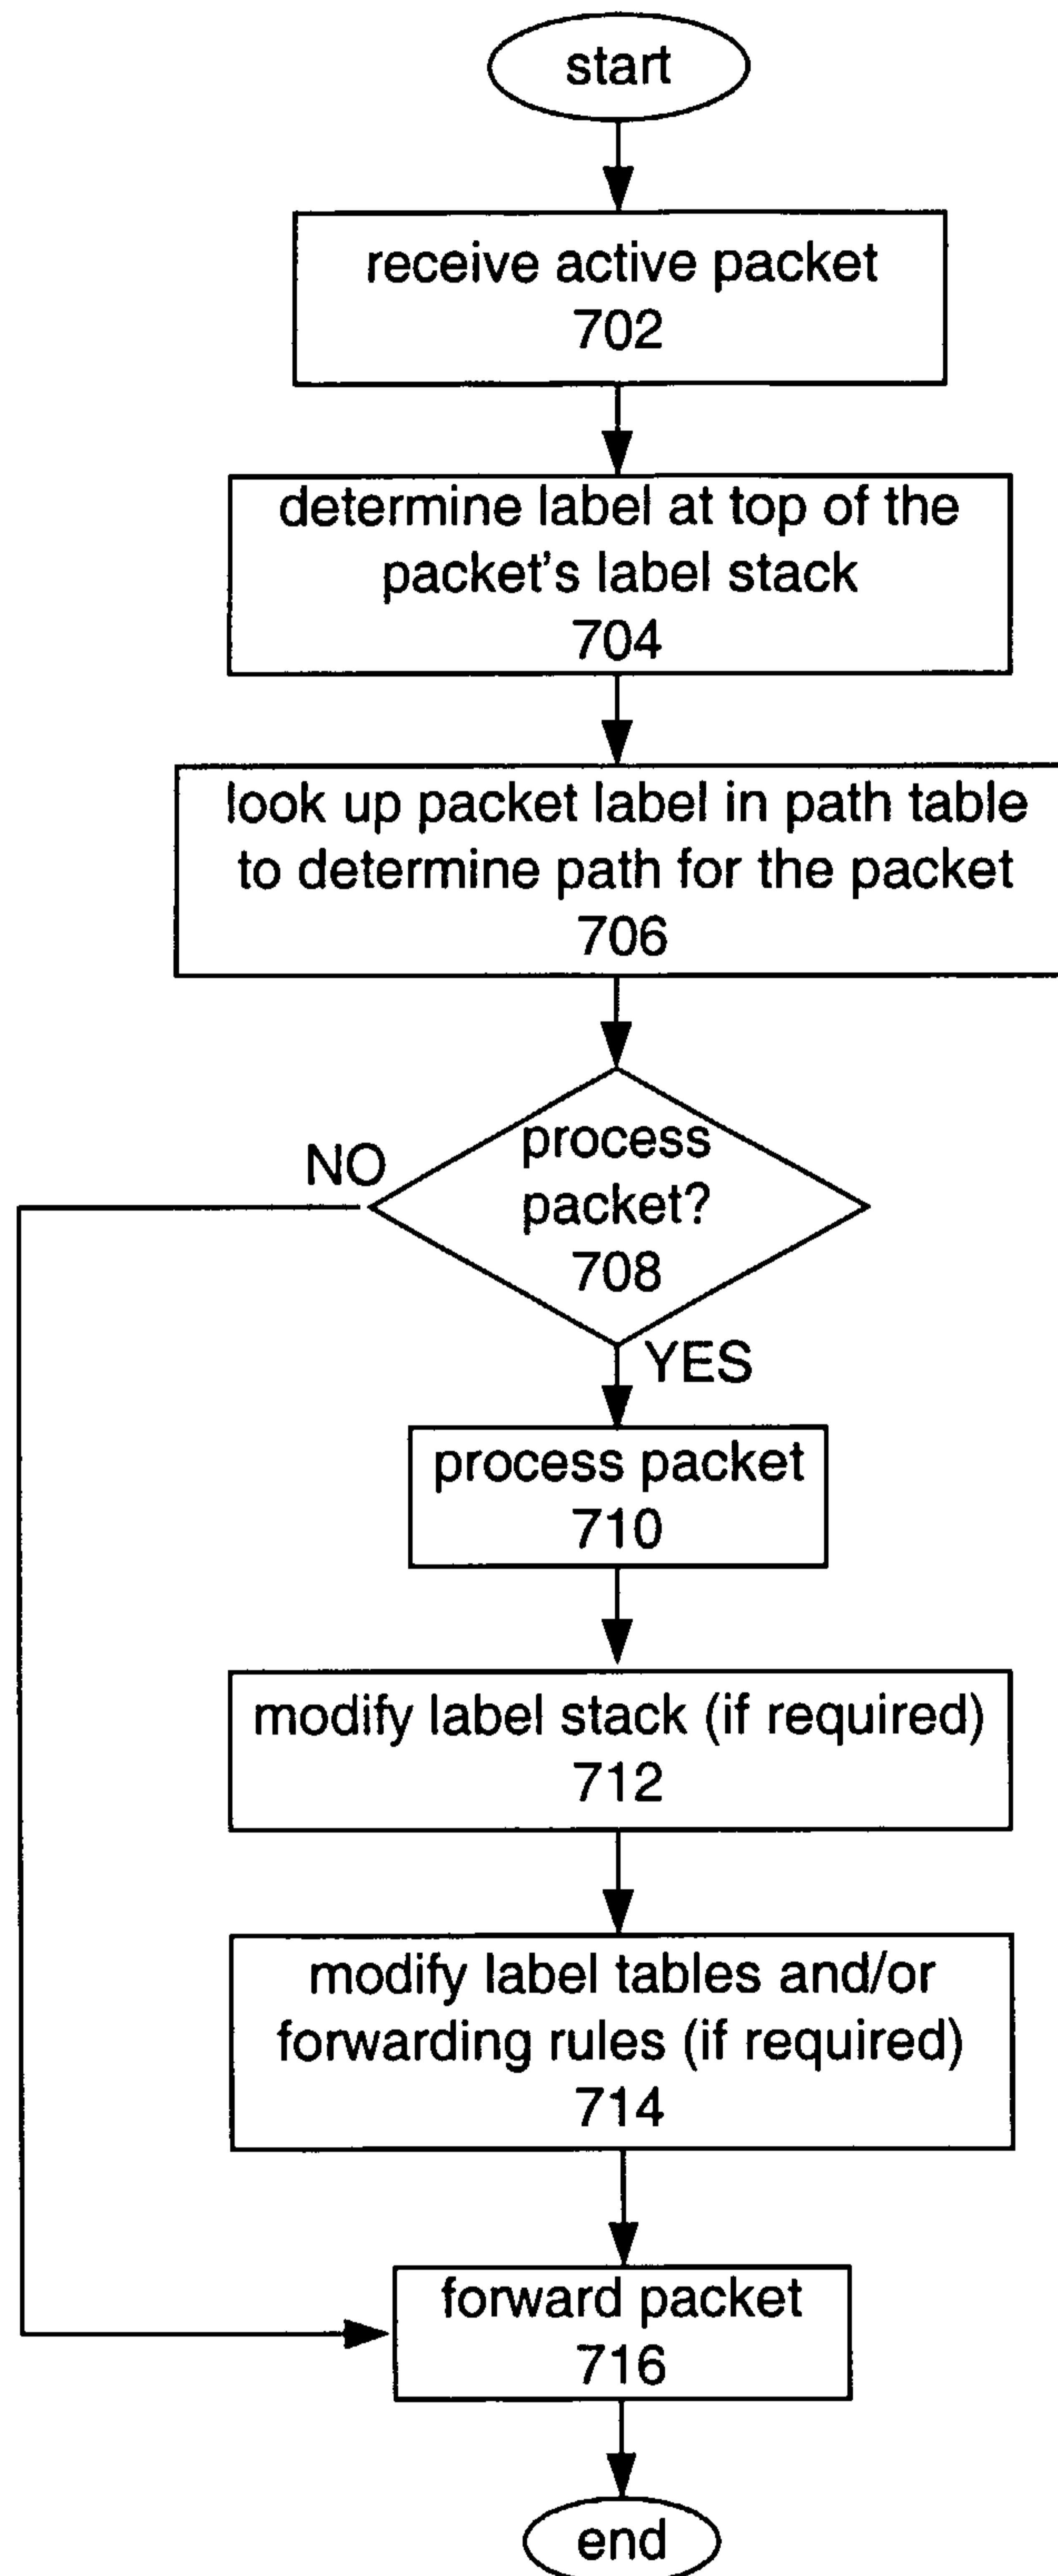 start
receive active packet
702
determine label at top of the
packet's label stack
704
look up packet label in path table
to determine path for the packet
706
process
packet?
708
NO
YES
process packet
710
modify label stack (if required)
712
modify label tables and/or
forwarding rules (if required)
714
forward packet
716
end